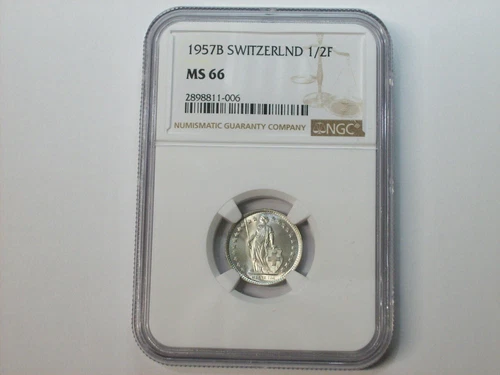 1957B SWITZERLND 1/2F
MS 66
2898811-006
NUMISMATIC GUARANTY COMPANY
NGC®